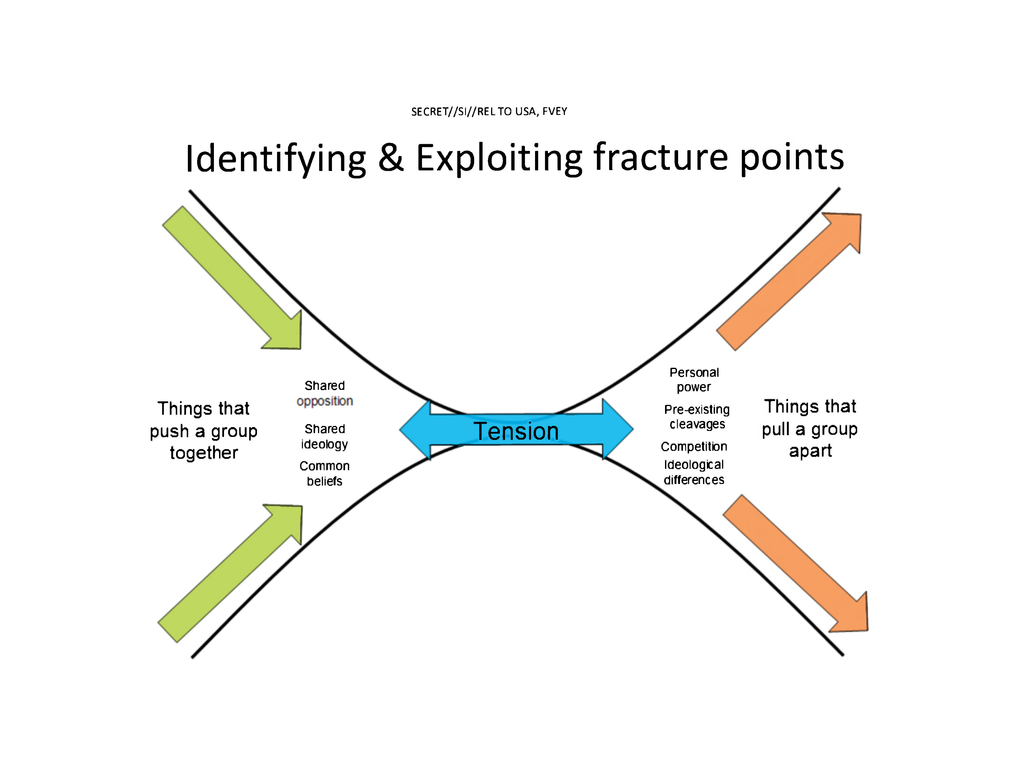 SECRET//SI//REL TO USA, FVEY
Identifying & Exploiting fracture points
Things that
push a group
together
Shared
opposition
Shared
ideology
Common
beliefs
Tension
Personal
power
Pre-existing
cleavages
Competition
Ideological
differences
Things that
pull a group
apart